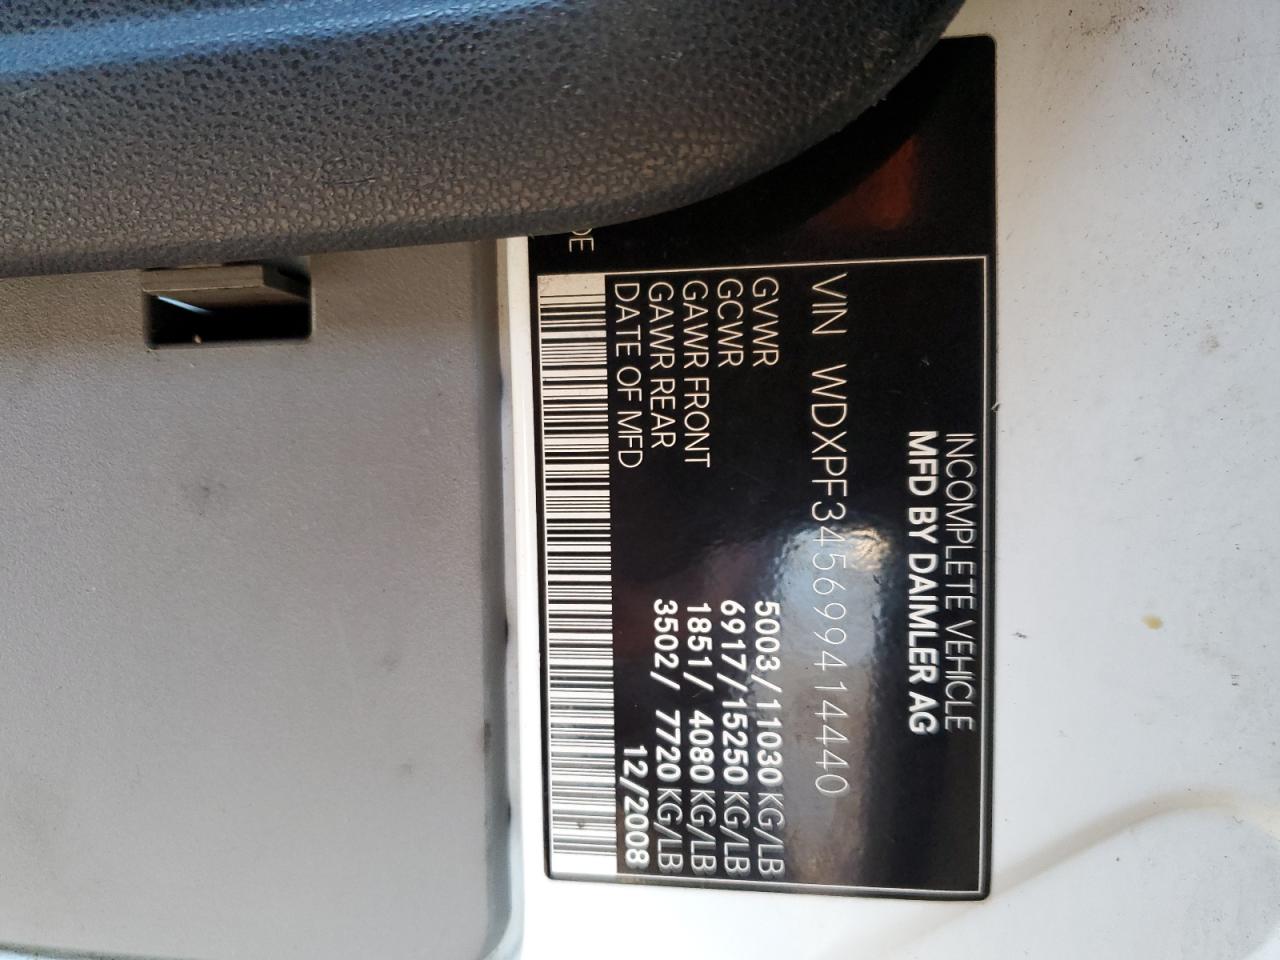 INCOMPLETE VEHICLE
MFD BY DAIMLER AG
VIN WDXPF345699414440
GVWR 5003/11030 KG/LB
GCWR 6917/15250 KG/LB
GAWR FRONT 1851/ 4080 KG/LB
GAWR REAR 3502/ 7720 KG/LB
DATE OF MFD 12/2008